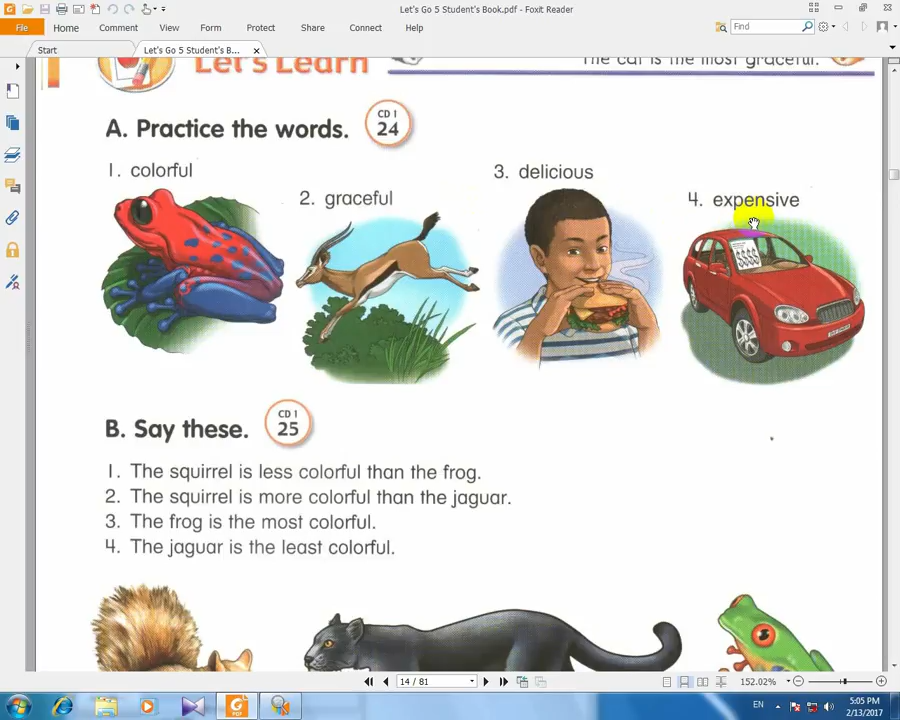 Let's Go 5 Student's Book.pdf - Foxit Reader
File Home Comment View Form Protect Share Connect Help Find
Start Let's Go 5 Student's B...
Let's Learn
The cat is the most graceful.
A. Practice the words.
CD 1
24
1. colorful
2. graceful
3. delicious
4. expensive
B. Say these.
CD 1
25
1. The squirrel is less colorful than the frog.
2. The squirrel is more colorful than the jaguar.
3. The frog is the most colorful.
4. The jaguar is the least colorful.
14 / 81
152.02%
EN
5:05 PM
2/13/2017